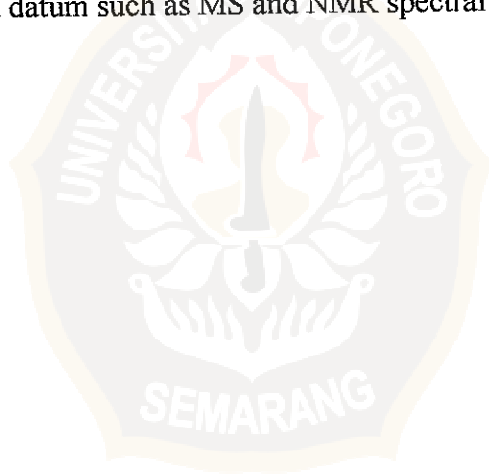 datum such as MS and NMR spectral
UNIVERSITAS DIPONEGORO
SEMARANG